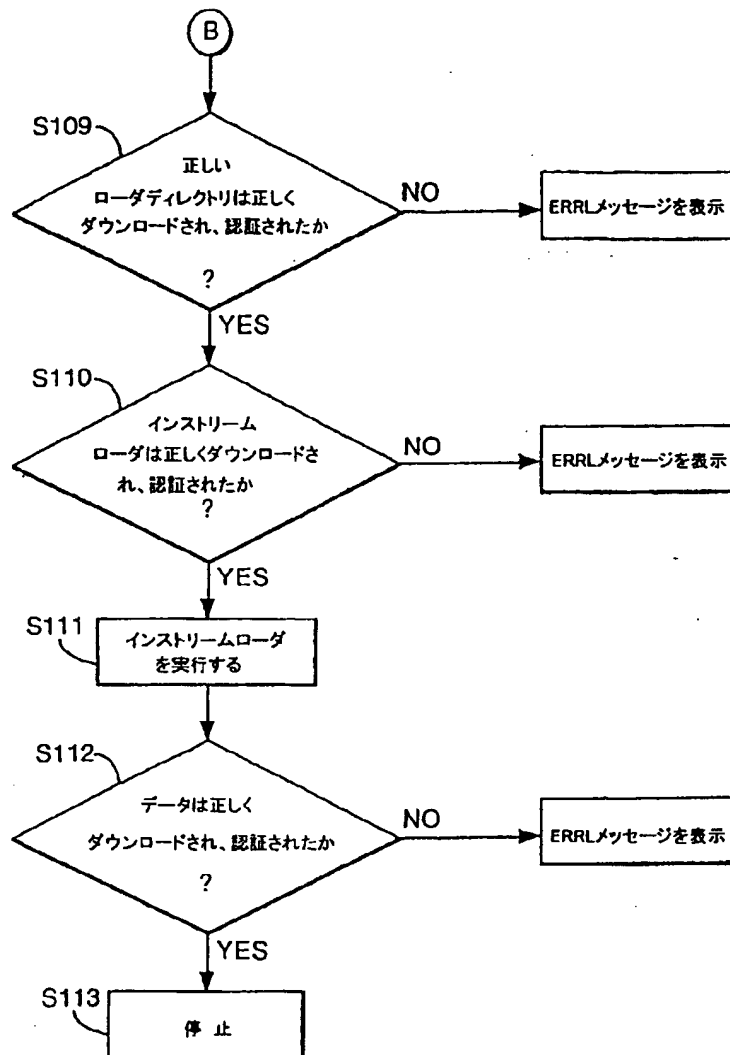 B
S109
正しい
ローダディレクトリは正しく
ダウンロードされ、認証されたか
?
NO
ERRLメッセージを表示
YES
S110
インストリーム
ローダは正しくダウンロードさ
れ、認証されたか
?
NO
ERRLメッセージを表示
YES
S111
インストリームローダ
を実行する
S112
データは正しく
ダウンロードされ、認証されたか
?
NO
ERRLメッセージを表示
YES
S113
停 止